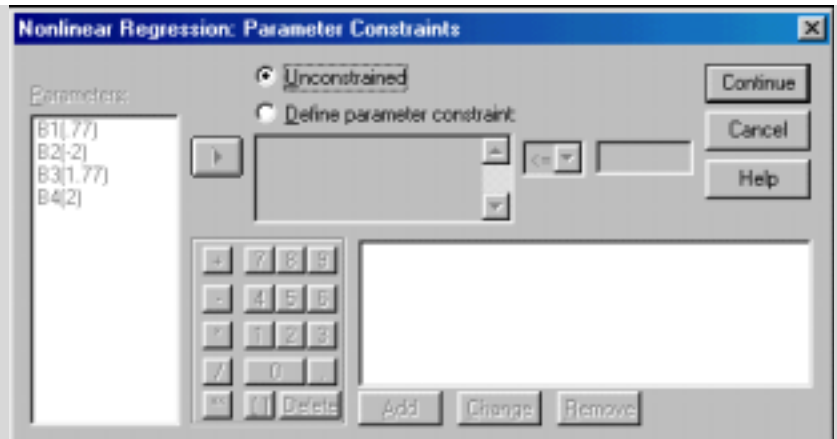 Nonlinear Regression: Parameter Constraints
Parameters:
B1(.77)
B2(-2)
B3(1.77)
B4(2)
Unconstrained
Define parameter constraint:
<=
Continue
Cancel
Help
+ 7 8 9
- 4 5 6
* 1 2 3
/ 0 .
** ( ) Delete
Add Change Remove